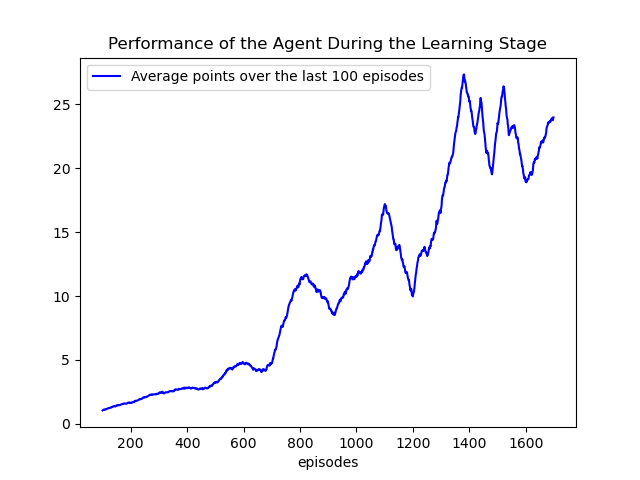 Performance of the Agent During the Learning Stage
Average points over the last 100 episodes
25
20
15
10
5
0
200 400 600 800 1000 1200 1400 1600
episodes